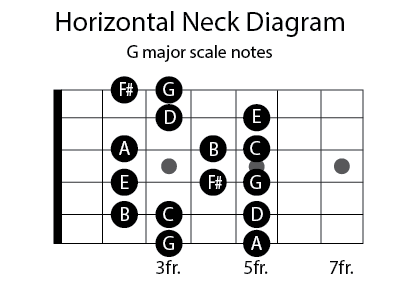 Horizontal Neck Diagram
G major scale notes
F# G
D E
A B C
E F# G
B C D
G A
3fr. 5fr. 7fr.